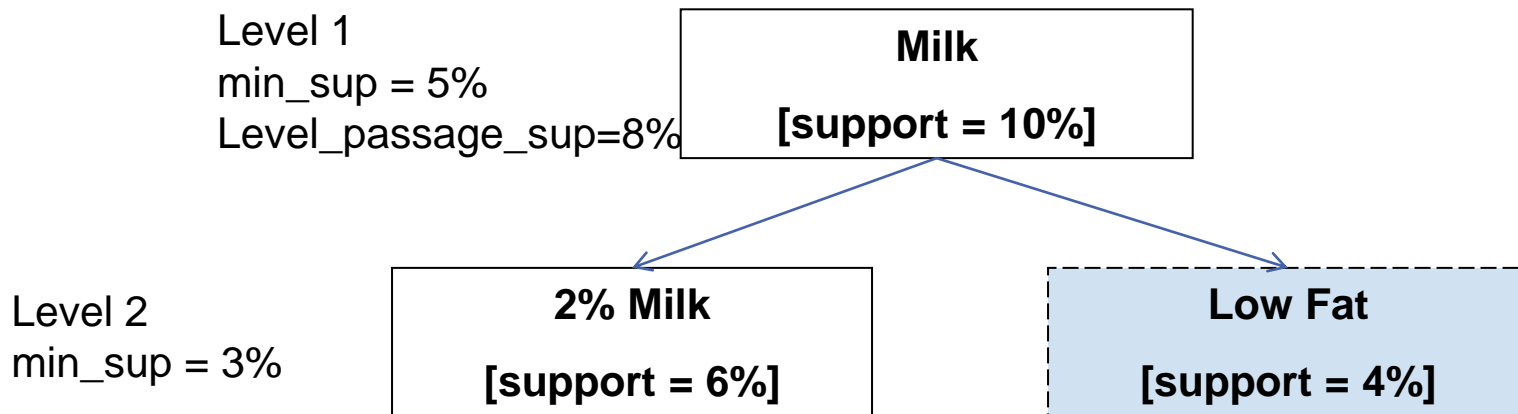 Level 1
min_sup = 5%
Level_passage_sup=8%
Milk
[support = 10%]
Level 2
min_sup = 3%
2% Milk
[support = 6%]
Low Fat
[support = 4%]